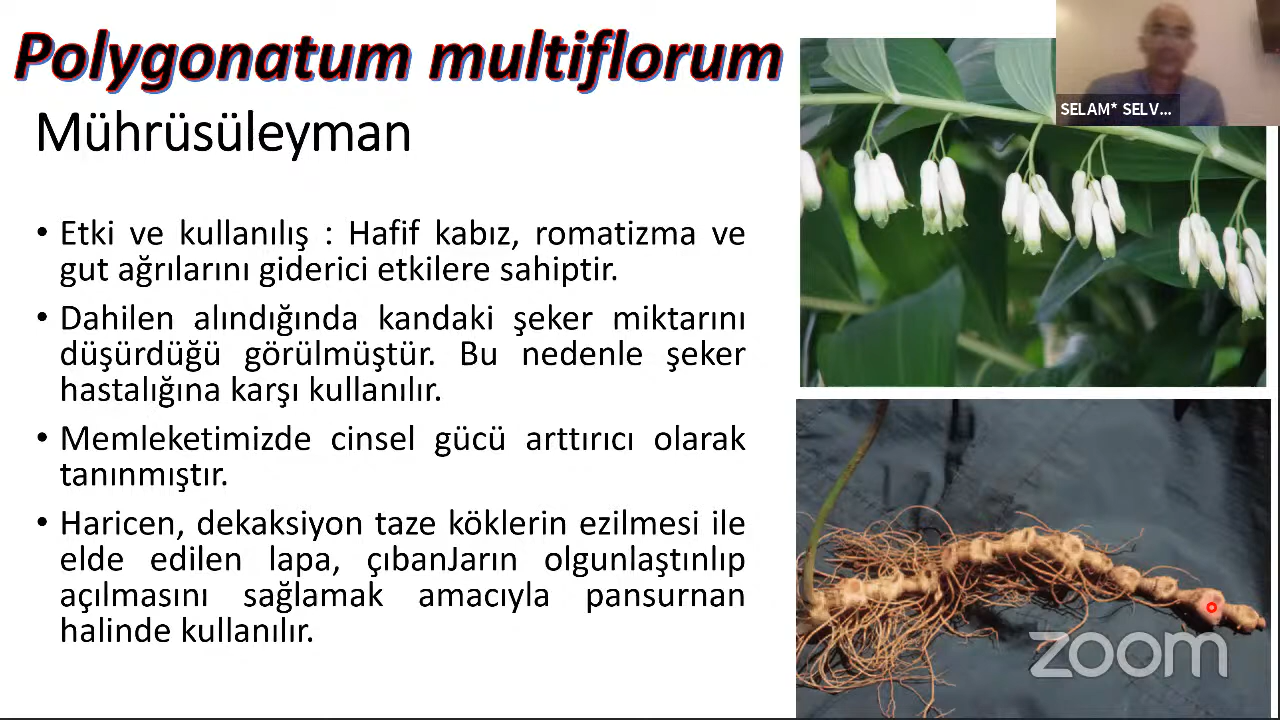 Polygonatum multiflorum
Mührüsüleyman
• Etki ve kullanılış : Hafif kabız, romatizma ve
gut ağrılarını giderici etkilere sahiptir.
• Dahilen alındığında kandaki şeker miktarını
düşürdüğü görülmüştür. Bu nedenle şeker
hastalığına karşı kullanılır.
• Memleketimizde cinsel gücü arttırıcı olarak
tanınmıştır.
• Haricen, dekaksiyon taze köklerin ezilmesi ile
elde edilen lapa, çıbanJarın olgunlaştınlıp
açılmasını sağlamak amacıyla pansurnan
halinde kullanılır.
SELAM* SELV...
zoom